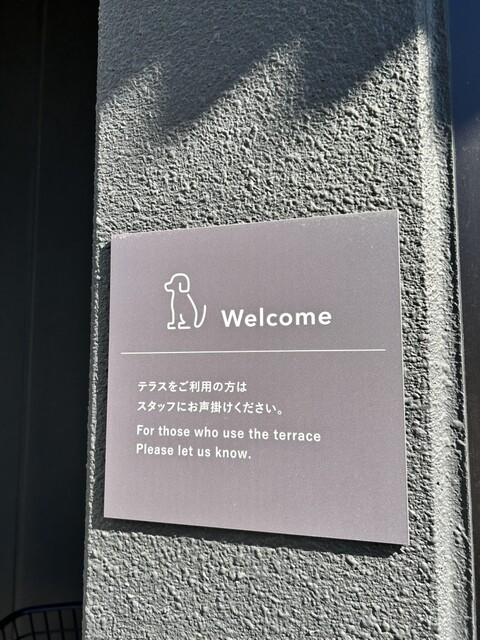 Welcome
テラスをご利用の方は
スタッフにお声掛けください。
For those who use the terrace
Please let us know.